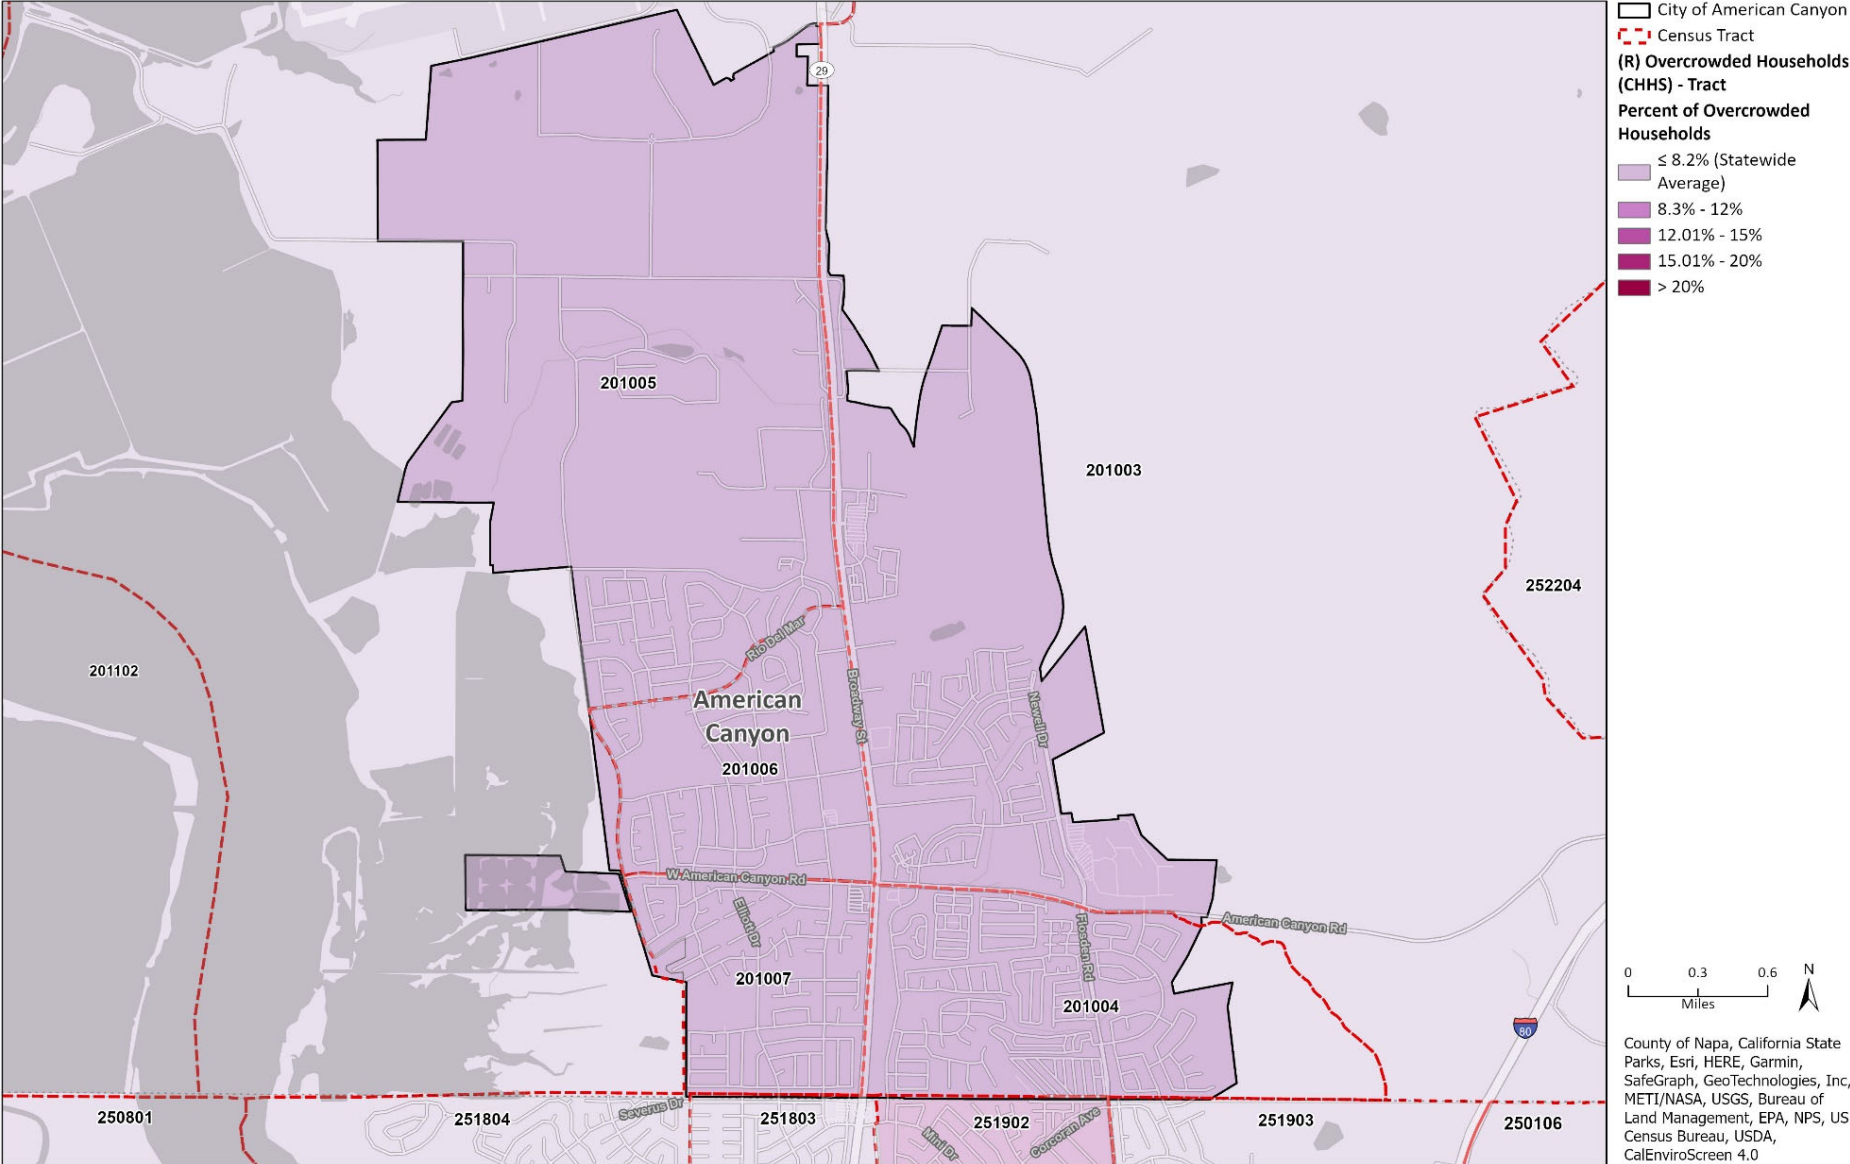 City of American Canyon
Census Tract
(R) Overcrowded Households
(CHHS) - Tract
Percent of Overcrowded
Households
≤ 8.2% (Statewide
Average)
8.3% - 12%
12.01% - 15%
15.01% - 20%
> 20%
29
201005
201003
252204
201102
Rio Del Mar
American
Canyon
Broadway St
Newell Dr
201006
W American Canyon Rd
Elliott Dr
Flosden Rd
American Canyon Rd
201007
201004
80
0 0.3 0.6
Miles
N
County of Napa, California State
Parks, Esri, HERE, Garmin,
SafeGraph, GeoTechnologies, Inc,
METI/NASA, USGS, Bureau of
Land Management, EPA, NPS, US
Census Bureau, USDA,
CalEnviroScreen 4.0
250801
251804
Severus Dr
251803
Mini Dr
251902
Corcoran Ave
251903
250106